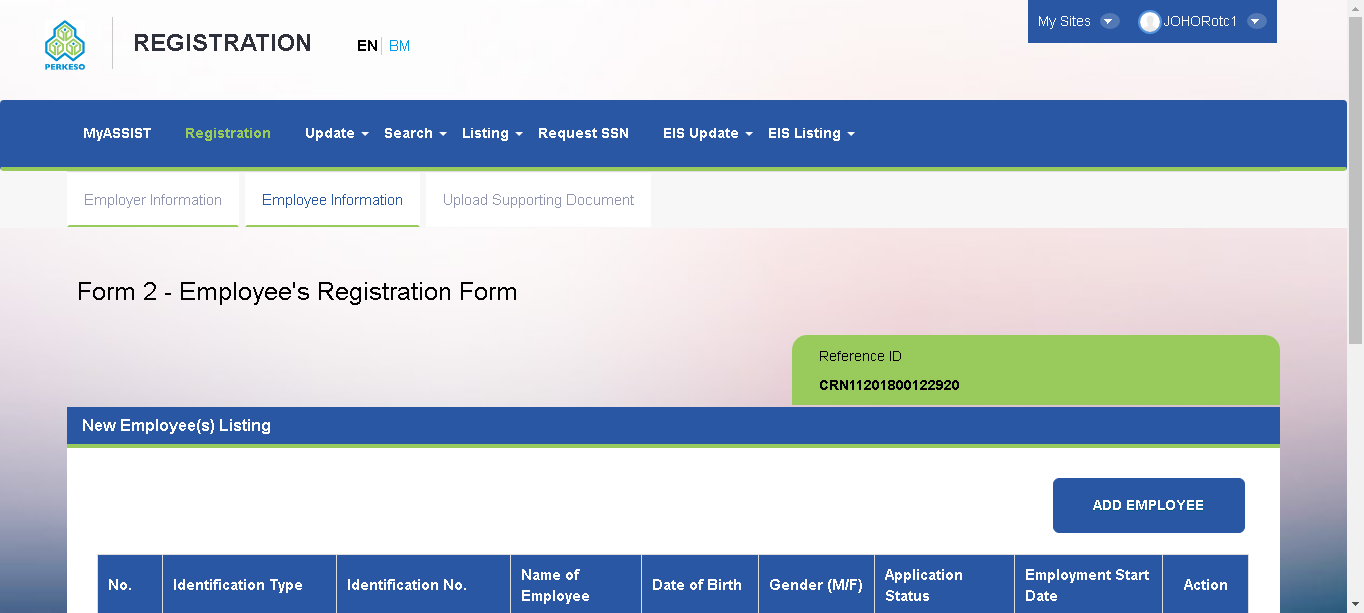 PERKESO
REGISTRATION
EN BM
My Sites JOHORotc1
MyASSIST Registration Update Search Listing Request SSN EIS Update EIS Listing
Employer Information Employee Information Upload Supporting Document
Form 2 - Employee's Registration Form
Reference ID
CRN11201800122920
New Employee(s) Listing
ADD EMPLOYEE
No. Identification Type Identification No. Name of Employee Date of Birth Gender (M/F) Application Status Employment Start Date Action